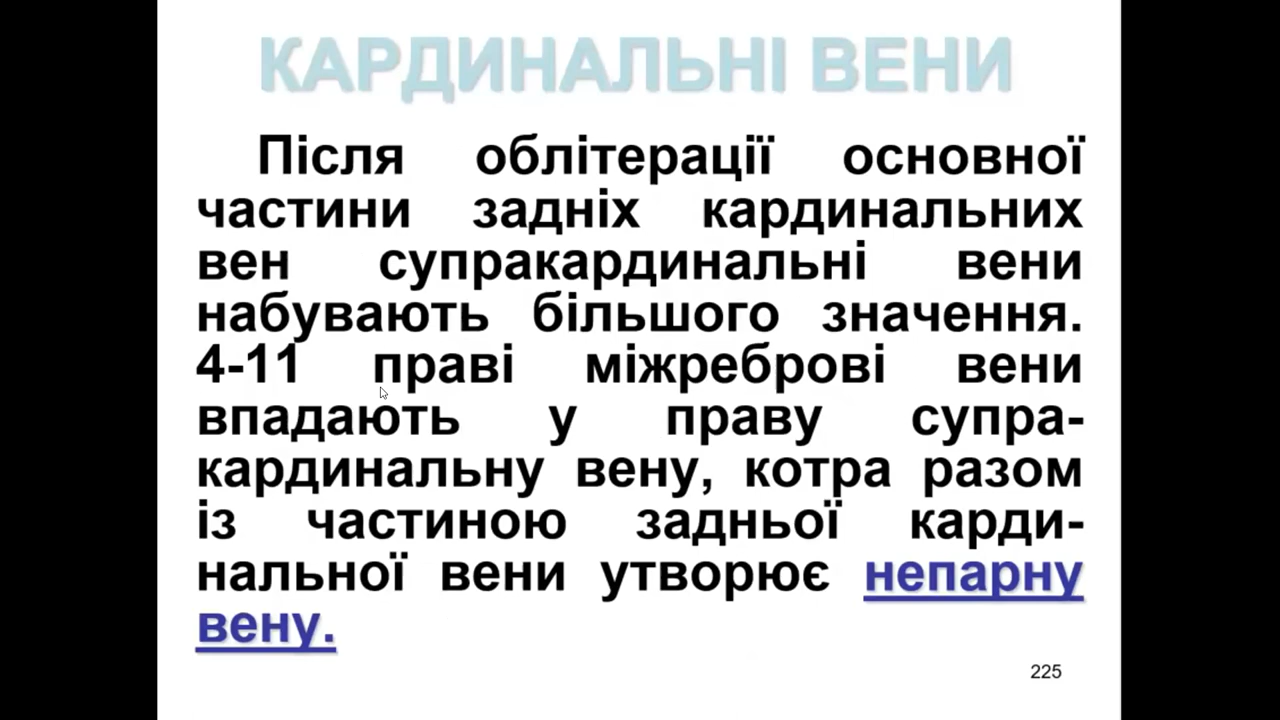 КАРДИНАЛЬНІ ВЕНИ
Після облітерації основної
частини задніх кардинальних
вен супракардинальні вени
набувають більшого значення.
4-11 праві міжреброві вени
впадають у праву супра-
кардинальну вену, котра разом
із частиною задньої карди-
нальної вени утворює непарну
вену.
225